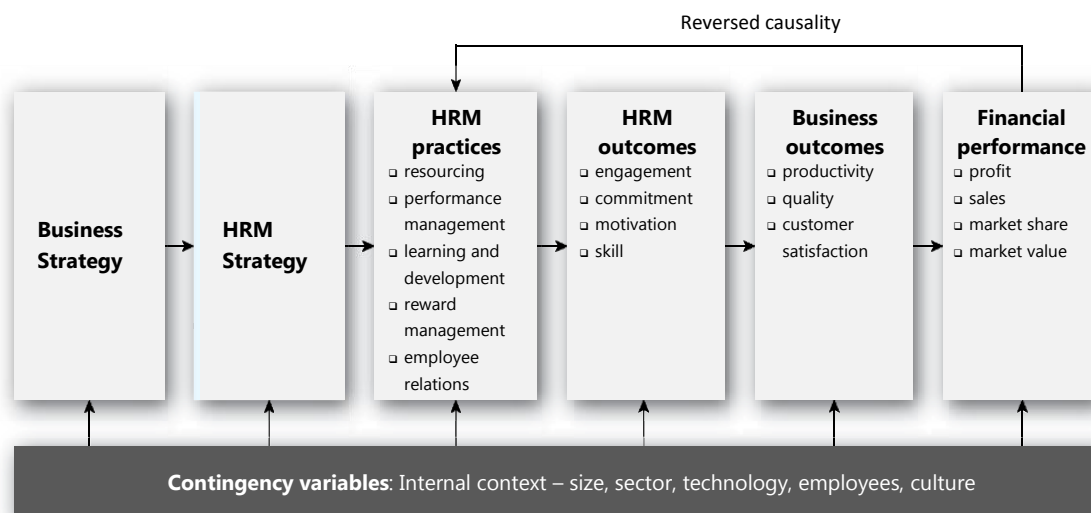 Reversed causality
Business
Strategy
HRM
Strategy
HRM
practices
❑ resourcing
❑ performance
management
❑ learning and
development
❑ reward
management
❑ employee
relations
HRM
outcomes
❑ engagement
❑ commitment
❑ motivation
❑ skill
Business
outcomes
❑ productivity
❑ quality
❑ customer
satisfaction
Financial
performance
❑ profit
❑ sales
❑ market share
❑ market value
Contingency variables: Internal context – size, sector, technology, employees, culture